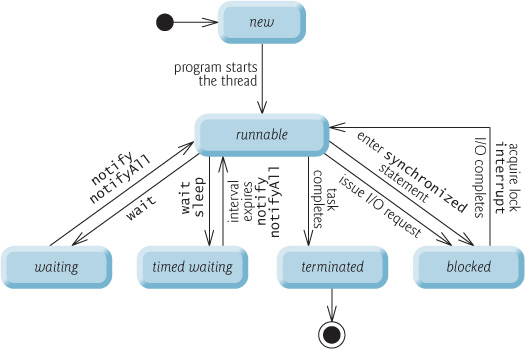 new
program starts
the thread
runnable
notify
notifyAll
wait
wait
sleep
interval
expires
notify
notifyAll
task
completes
enter synchronized
statement
issue I/O request
acquire lock
interrupt
I/O completes
waiting
timed waiting
terminated
blocked